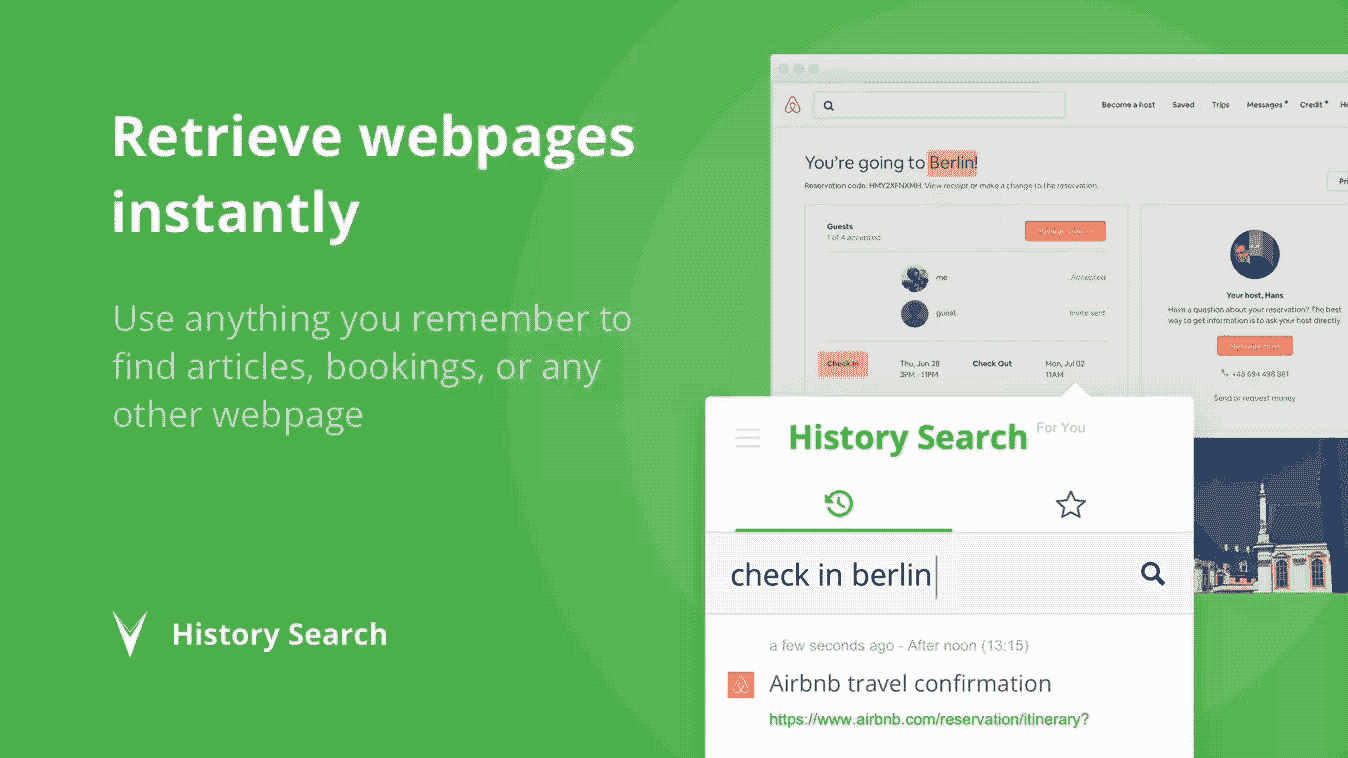 Retrieve webpages
instantly
Use anything you remember to
find articles, bookings, or any
other webpage
History Search
Become a host Saved Trips Messages Credit
You're going to Berlin!
Reservation code: HMY2XFNXMH. View receipt or make a change to the reservation.
Guests
1 of 4 accepted
me Accepted
guest Invite sent
Check In Thu, Jun 28 Check Out Mon, Jul 02
3PM - 11PM 11AM
Your host, Hans
Have a question about your reservation? The best
way to get information is to ask your host directly.
Send or request money
History Search For You
check in berlin
a few seconds ago - After noon (13:15)
Airbnb travel confirmation
https://www.airbnb.com/reservation/itinerary?